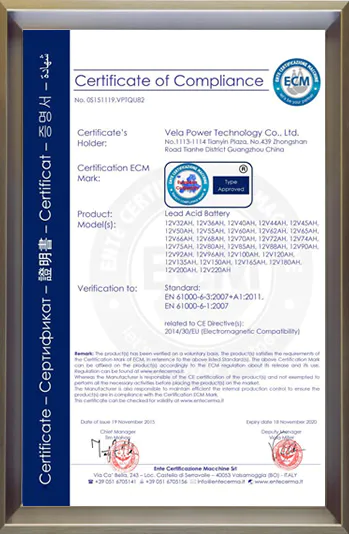 Certificate – Сертификат – 證明書 – Certificat – 증명서 – شهادة
ENTE CERTIFICAZIONE MACCHINE
ECM
Certificate of Compliance
No. 0S151119.VPTQU82
Certificate's Holder:
Vela Power Technology Co., Ltd.
No.1113-1114 Tianyin Plaza, No.439 Zhongshan
Road Tianhe District Guangzhou China
Certification ECM Mark:
Type Approved
Product:
Lead Acid Battery
Model(s):
12V32AH, 12V36AH, 12V40AH, 12V44AH, 12V45AH,
12V50AH, 12V55AH, 12V60AH, 12V62AH, 12V65AH,
12V66AH, 12V68AH, 12V70AH, 12V72AH, 12V74AH,
12V75AH, 12V80AH, 12V85AH, 12V88AH, 12V90AH,
12V92AH, 12V96AH, 12V100AH, 12V120AH,
12V135AH, 12V150AH, 12V165AH, 12V180AH,
12V200AH, 12V220AH
Verification to:
Standard:
EN 61000-6-3:2007+A1:2011,
EN 61000-6-1:2007
related to CE Directive(s):
2014/30/EU (Electromagnetic Compatibility)
Remark: The product(s) has been verified on a voluntary basis. The product(s) satisfies the requirements of
the Certification Mark of ECM, in reference to the above listed Standard(s). The above Certification Mark
can be affixed on the product(s) accordingly to the ECM regulation about its release and its use.
Regulation can be found at www.entecerma.it.
Whereas the Manufacturer is responsible of the CE certification of the product(s) and not exempted to
perform all the necessary activities before placing the product(s) on the market.
The Manufacturer is also responsible to maintain efficient the internal production control to ensure the
product(s) are in compliance with the Certification ECM Mark.
This certificate can be checked for validity at www.entecerma.it
Date of issue 19 November 2015
Expiry date 18 November 2020
Chief Manager
Deputy Manager
Ente Certificazione Macchine Srl
Via Ca' Bella, 243 – Loc. Castello di Serravalle – 40053 Valsamoggia (BO) - ITALY
+39 051 6705141 +39 051 6705156 info@entecerma.it www.entecerma.it